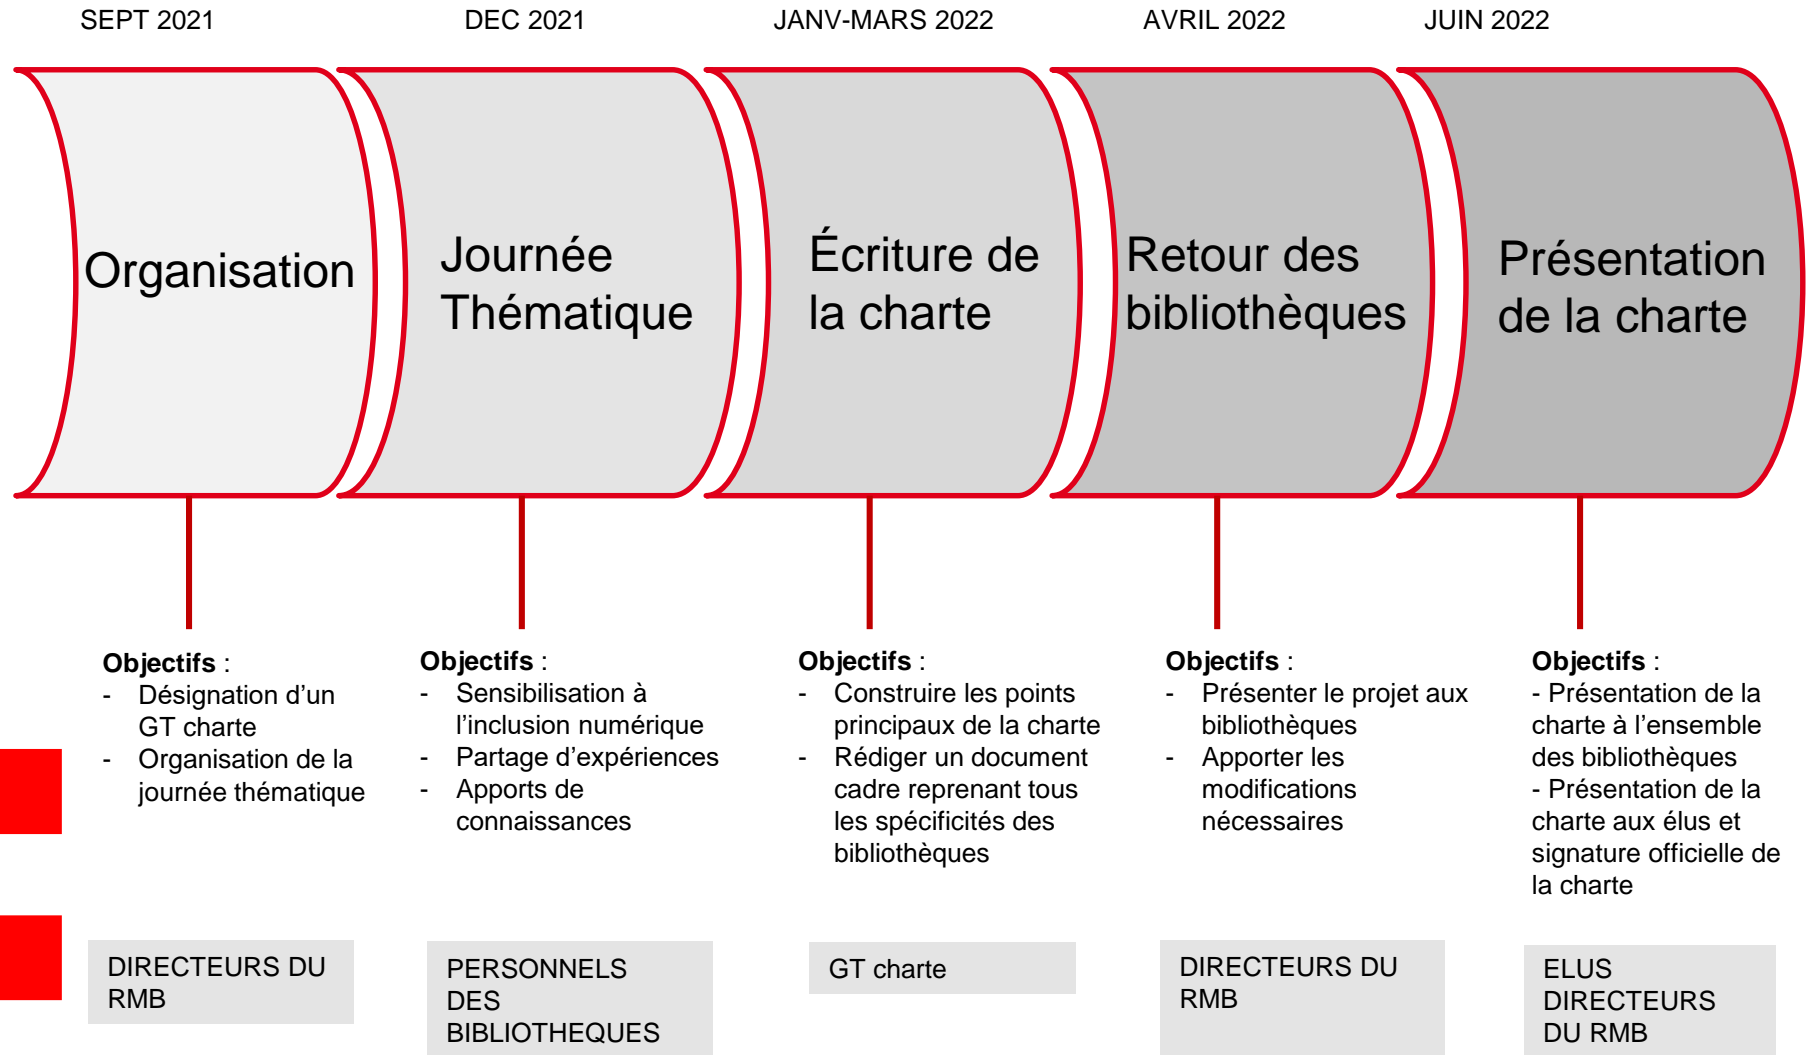 SEPT 2021
DEC 2021
JANV-MARS 2022
AVRIL 2022
JUIN 2022
Organisation
Journée
Thématique
Écriture de
la charte
Retour des
bibliothèques
Présentation
de la charte
Objectifs :
- Désignation d’un
GT charte
- Organisation de la
journée thématique
Objectifs :
- Sensibilisation à
l’inclusion numérique
- Partage d’expériences
- Apports de
connaissances
Objectifs :
- Construire les points
principaux de la charte
- Rédiger un document
cadre reprenant tous
les spécificités des
bibliothèques
Objectifs :
- Présenter le projet aux
bibliothèques
- Apporter les
modifications
nécessaires
Objectifs :
- Présentation de la
charte à l’ensemble
des bibliothèques
- Présentation de la
charte aux élus et
signature officielle de
la charte
DIRECTEURS DU
RMB
PERSONNELS
DES
BIBLIOTHEQUES
GT charte
DIRECTEURS DU
RMB
ELUS
DIRECTEURS
DU RMB